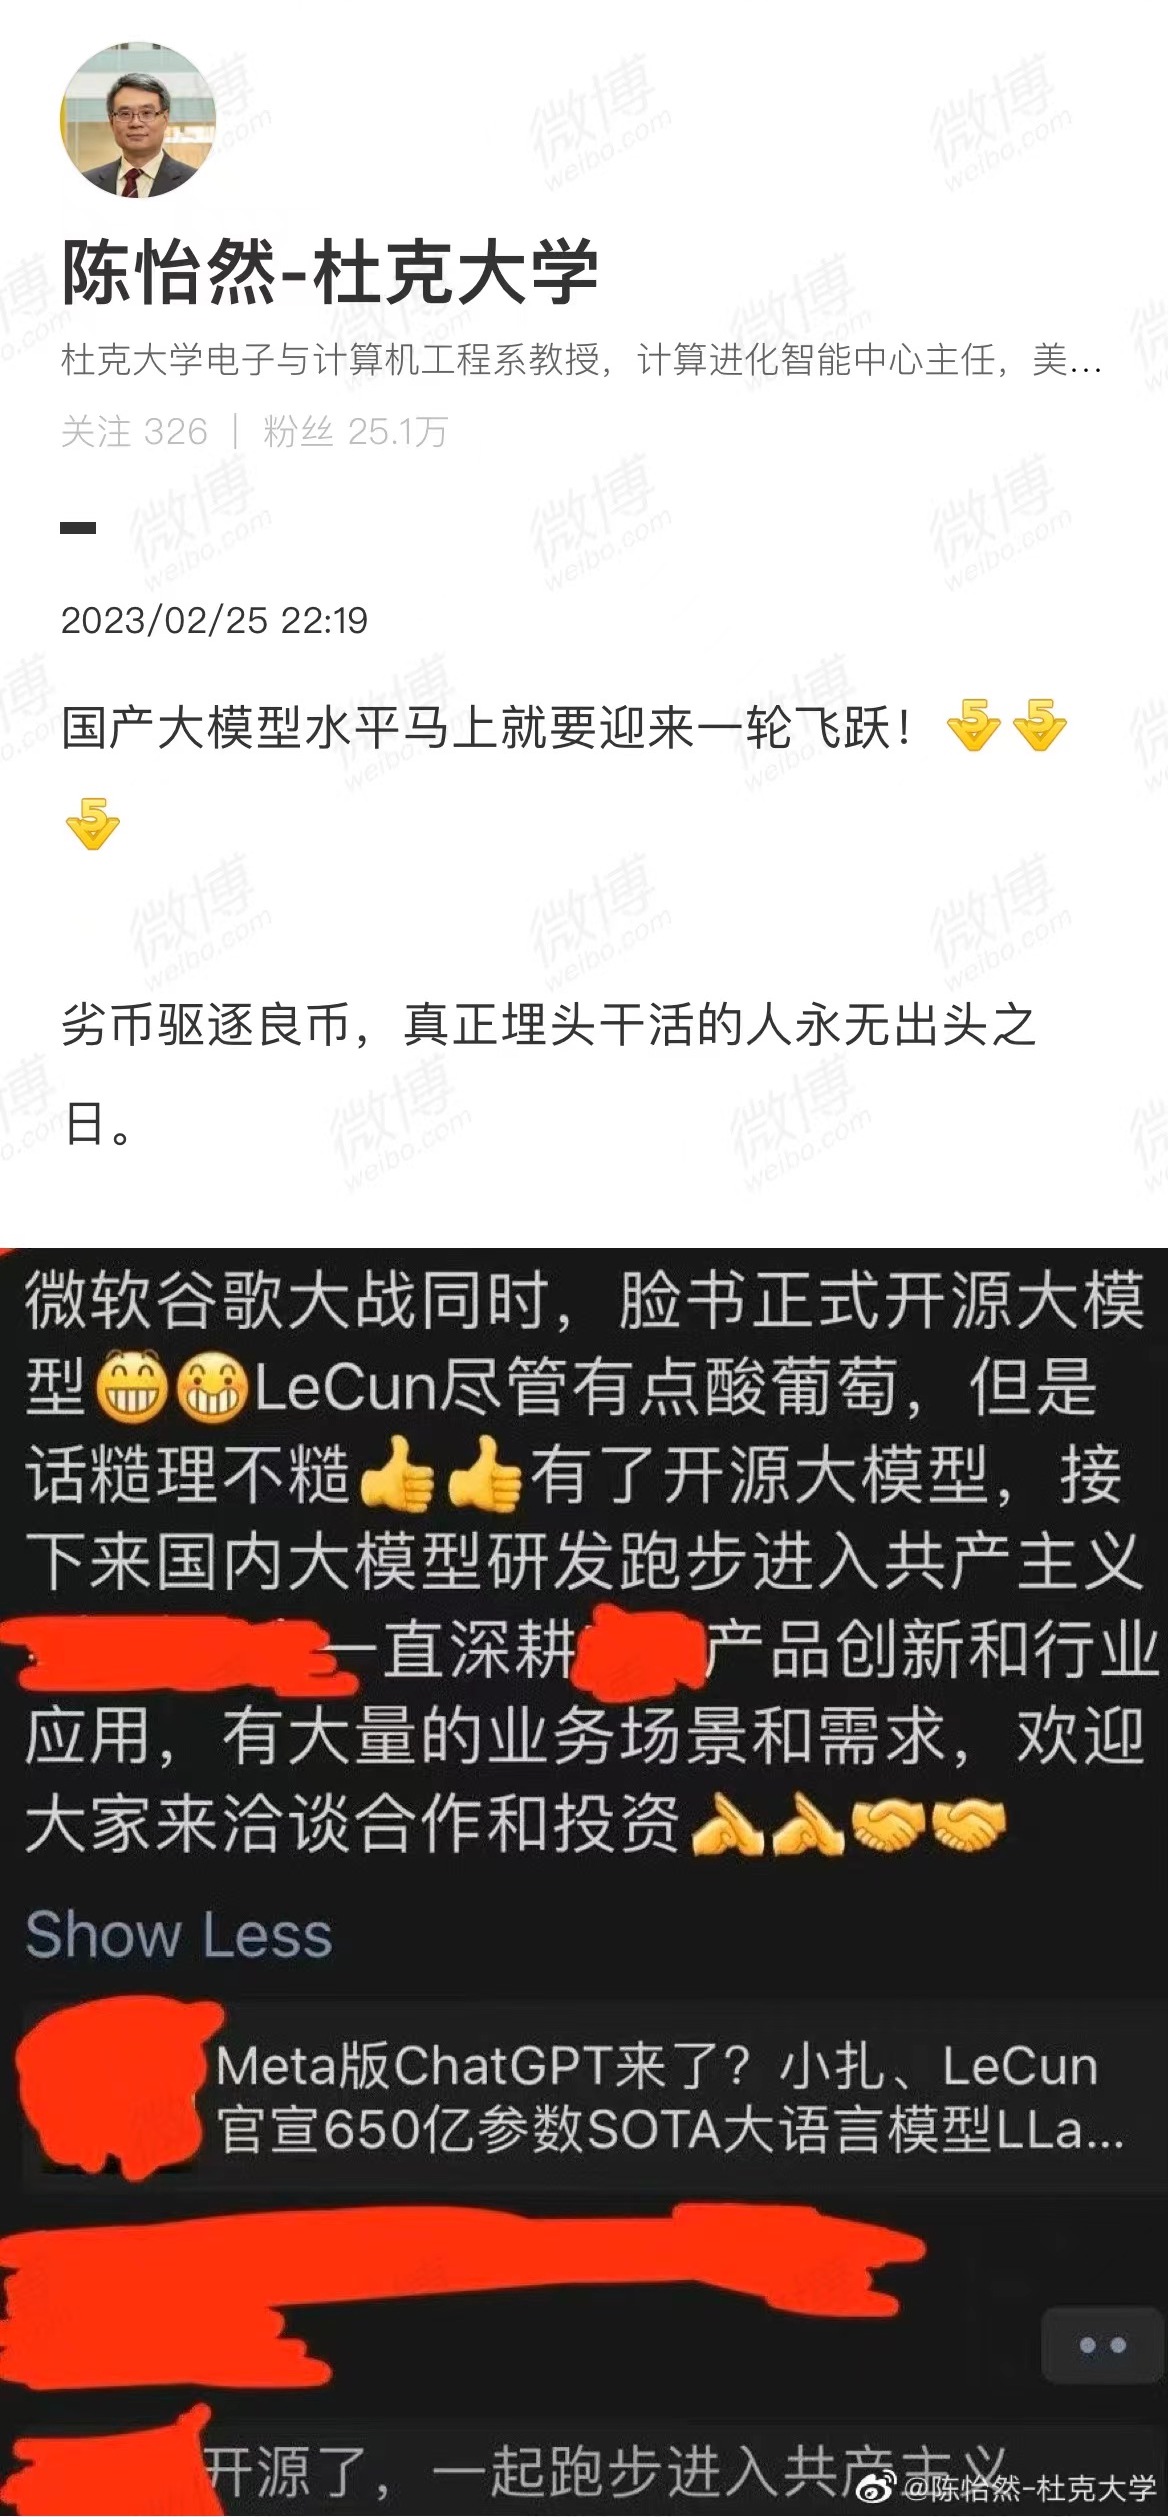 陈怡然-杜克大学
杜克大学电子与计算机工程系教授，计算进化智能中心主任，美...
关注 326 | 粉丝 25.1万
2023/02/25 22:19
国产大模型水平马上就要迎来一轮飞跃！
劣币驱逐良币，真正埋头干活的人永无出头之
日。
微软谷歌大战同时，脸书正式开源大模
型😁😁LeCun尽管有点酸葡萄，但是
话糙理不糙👍👍有了开源大模型，接
下来国内大模型研发跑步进入共产主义
一直深耕 产品创新和行业
应用，有大量的业务场景和需求，欢迎
大家来洽谈合作和投资🤝🤝
Show Less
Meta版ChatGPT来了？小扎、LeCun
官宣650亿参数SOTA大语言模型LLa...
开源了，一起跑步进入共产主义
@陈怡然-杜克大学
微博
weibo.com